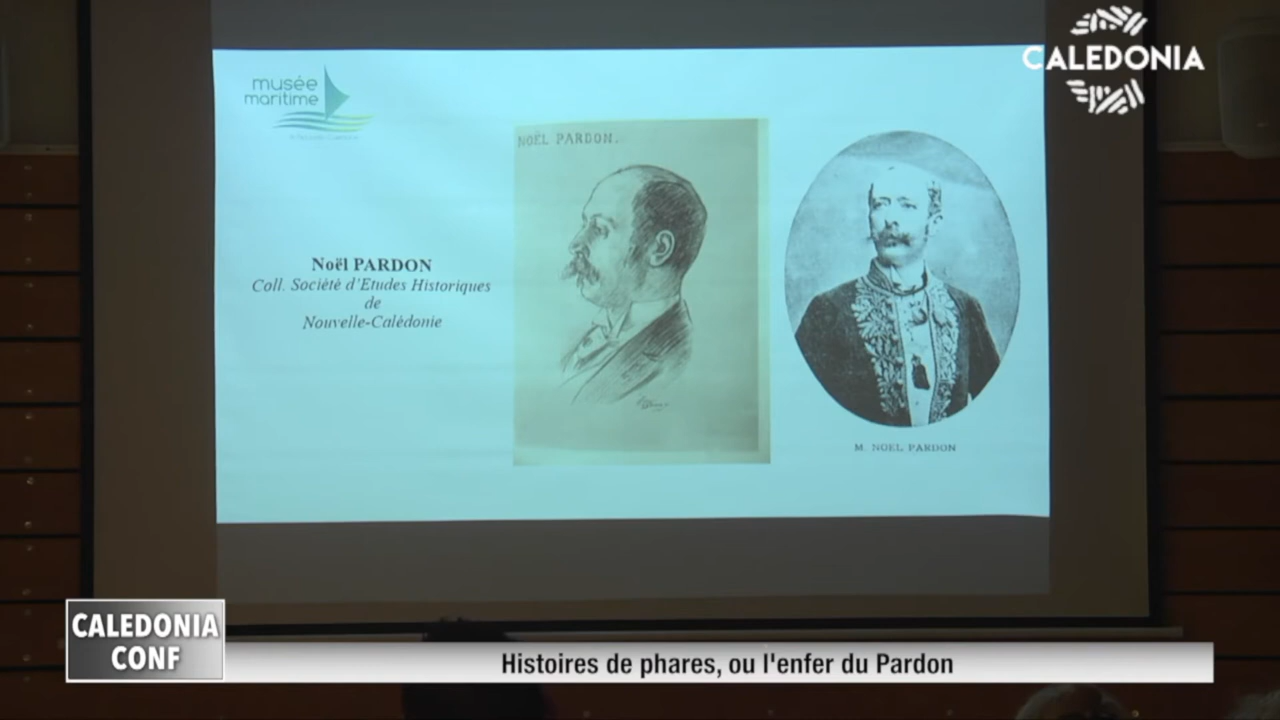 CALEDONIA
musée
maritime
NOËL PARDON.
Noël PARDON
Coll. Sociètè d'Etudes Historiques
de
Nouvelle-Calédonie
M. NOEL PARDON
CALEDONIA
CONF
Histoires de phares, ou l'enfer du Pardon